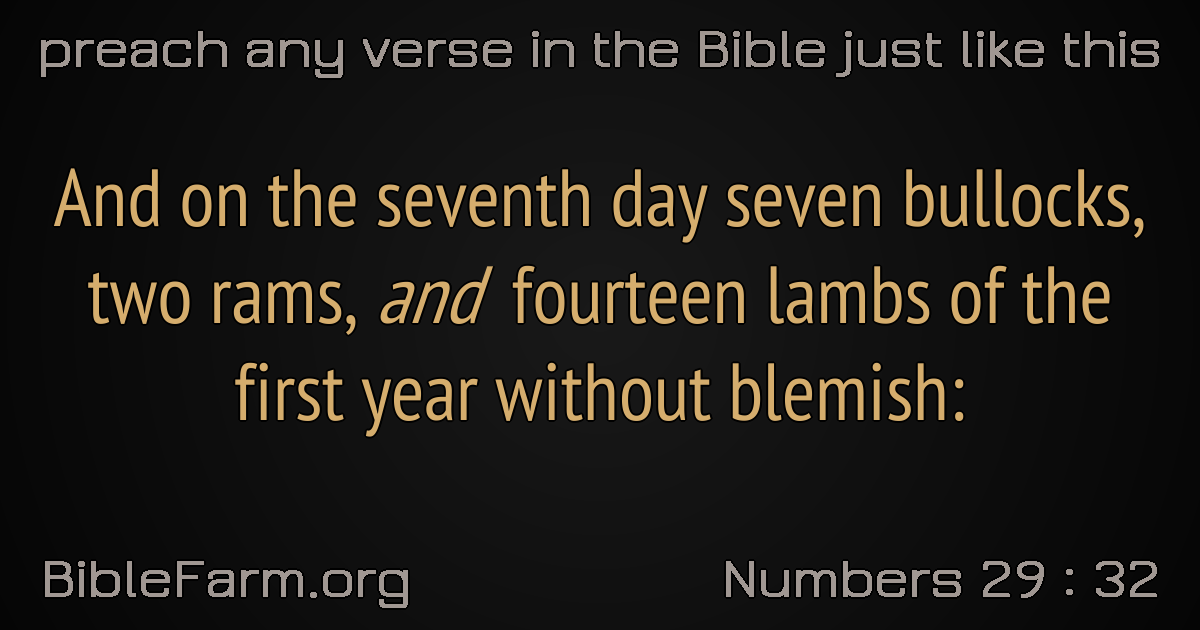 preach any verse in the Bible just like this
And on the seventh day seven bullocks,
two rams, and fourteen lambs of the
first year without blemish:
BibleFarm.org
Numbers 29 : 32